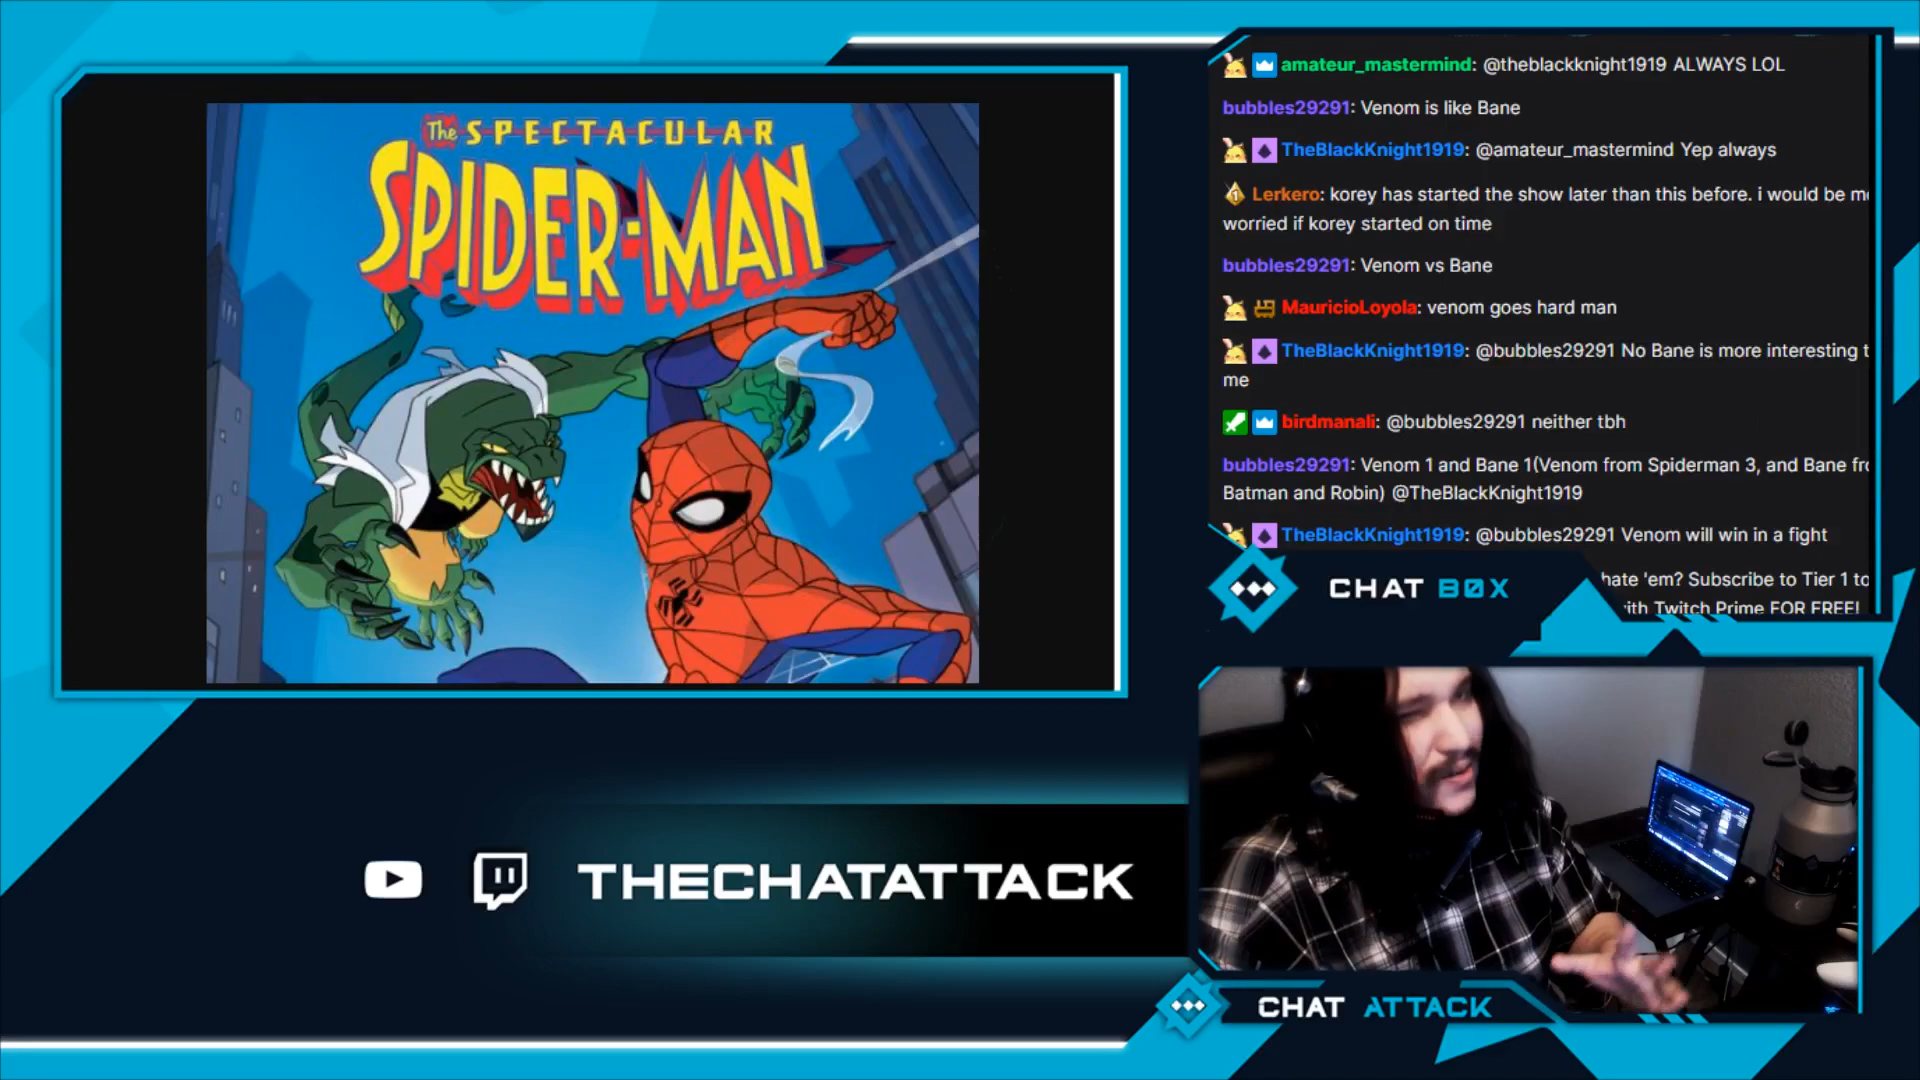 The SPECTACULAR
SPIDER-MAN
amateur_mastermind: @theblackknight1919 ALWAYS LOL
bubbles29291: Venom is like Bane
TheBlackKnight1919: @amateur_mastermind Yep always
Lerkero: korey has started the show later than this before. i would be
worried if korey started on time
bubbles29291: Venom vs Bane
MauricioLoyola: venom goes hard man
TheBlackKnight1919: @bubbles29291 No Bane is more interesting
me
birdmanali: @bubbles29291 neither tbh
bubbles29291: Venom 1 and Bane 1(Venom from Spiderman 3, and Bane
Batman and Robin) @TheBlackKnight1919
TheBlackKnight1919: @bubbles29291 Venom will win in a fight
hate 'em? Subscribe to Tier 1 to
with Twitch Prime FOR FREE!
CHAT BOX
THECHATATTACK
CHAT ATTACK